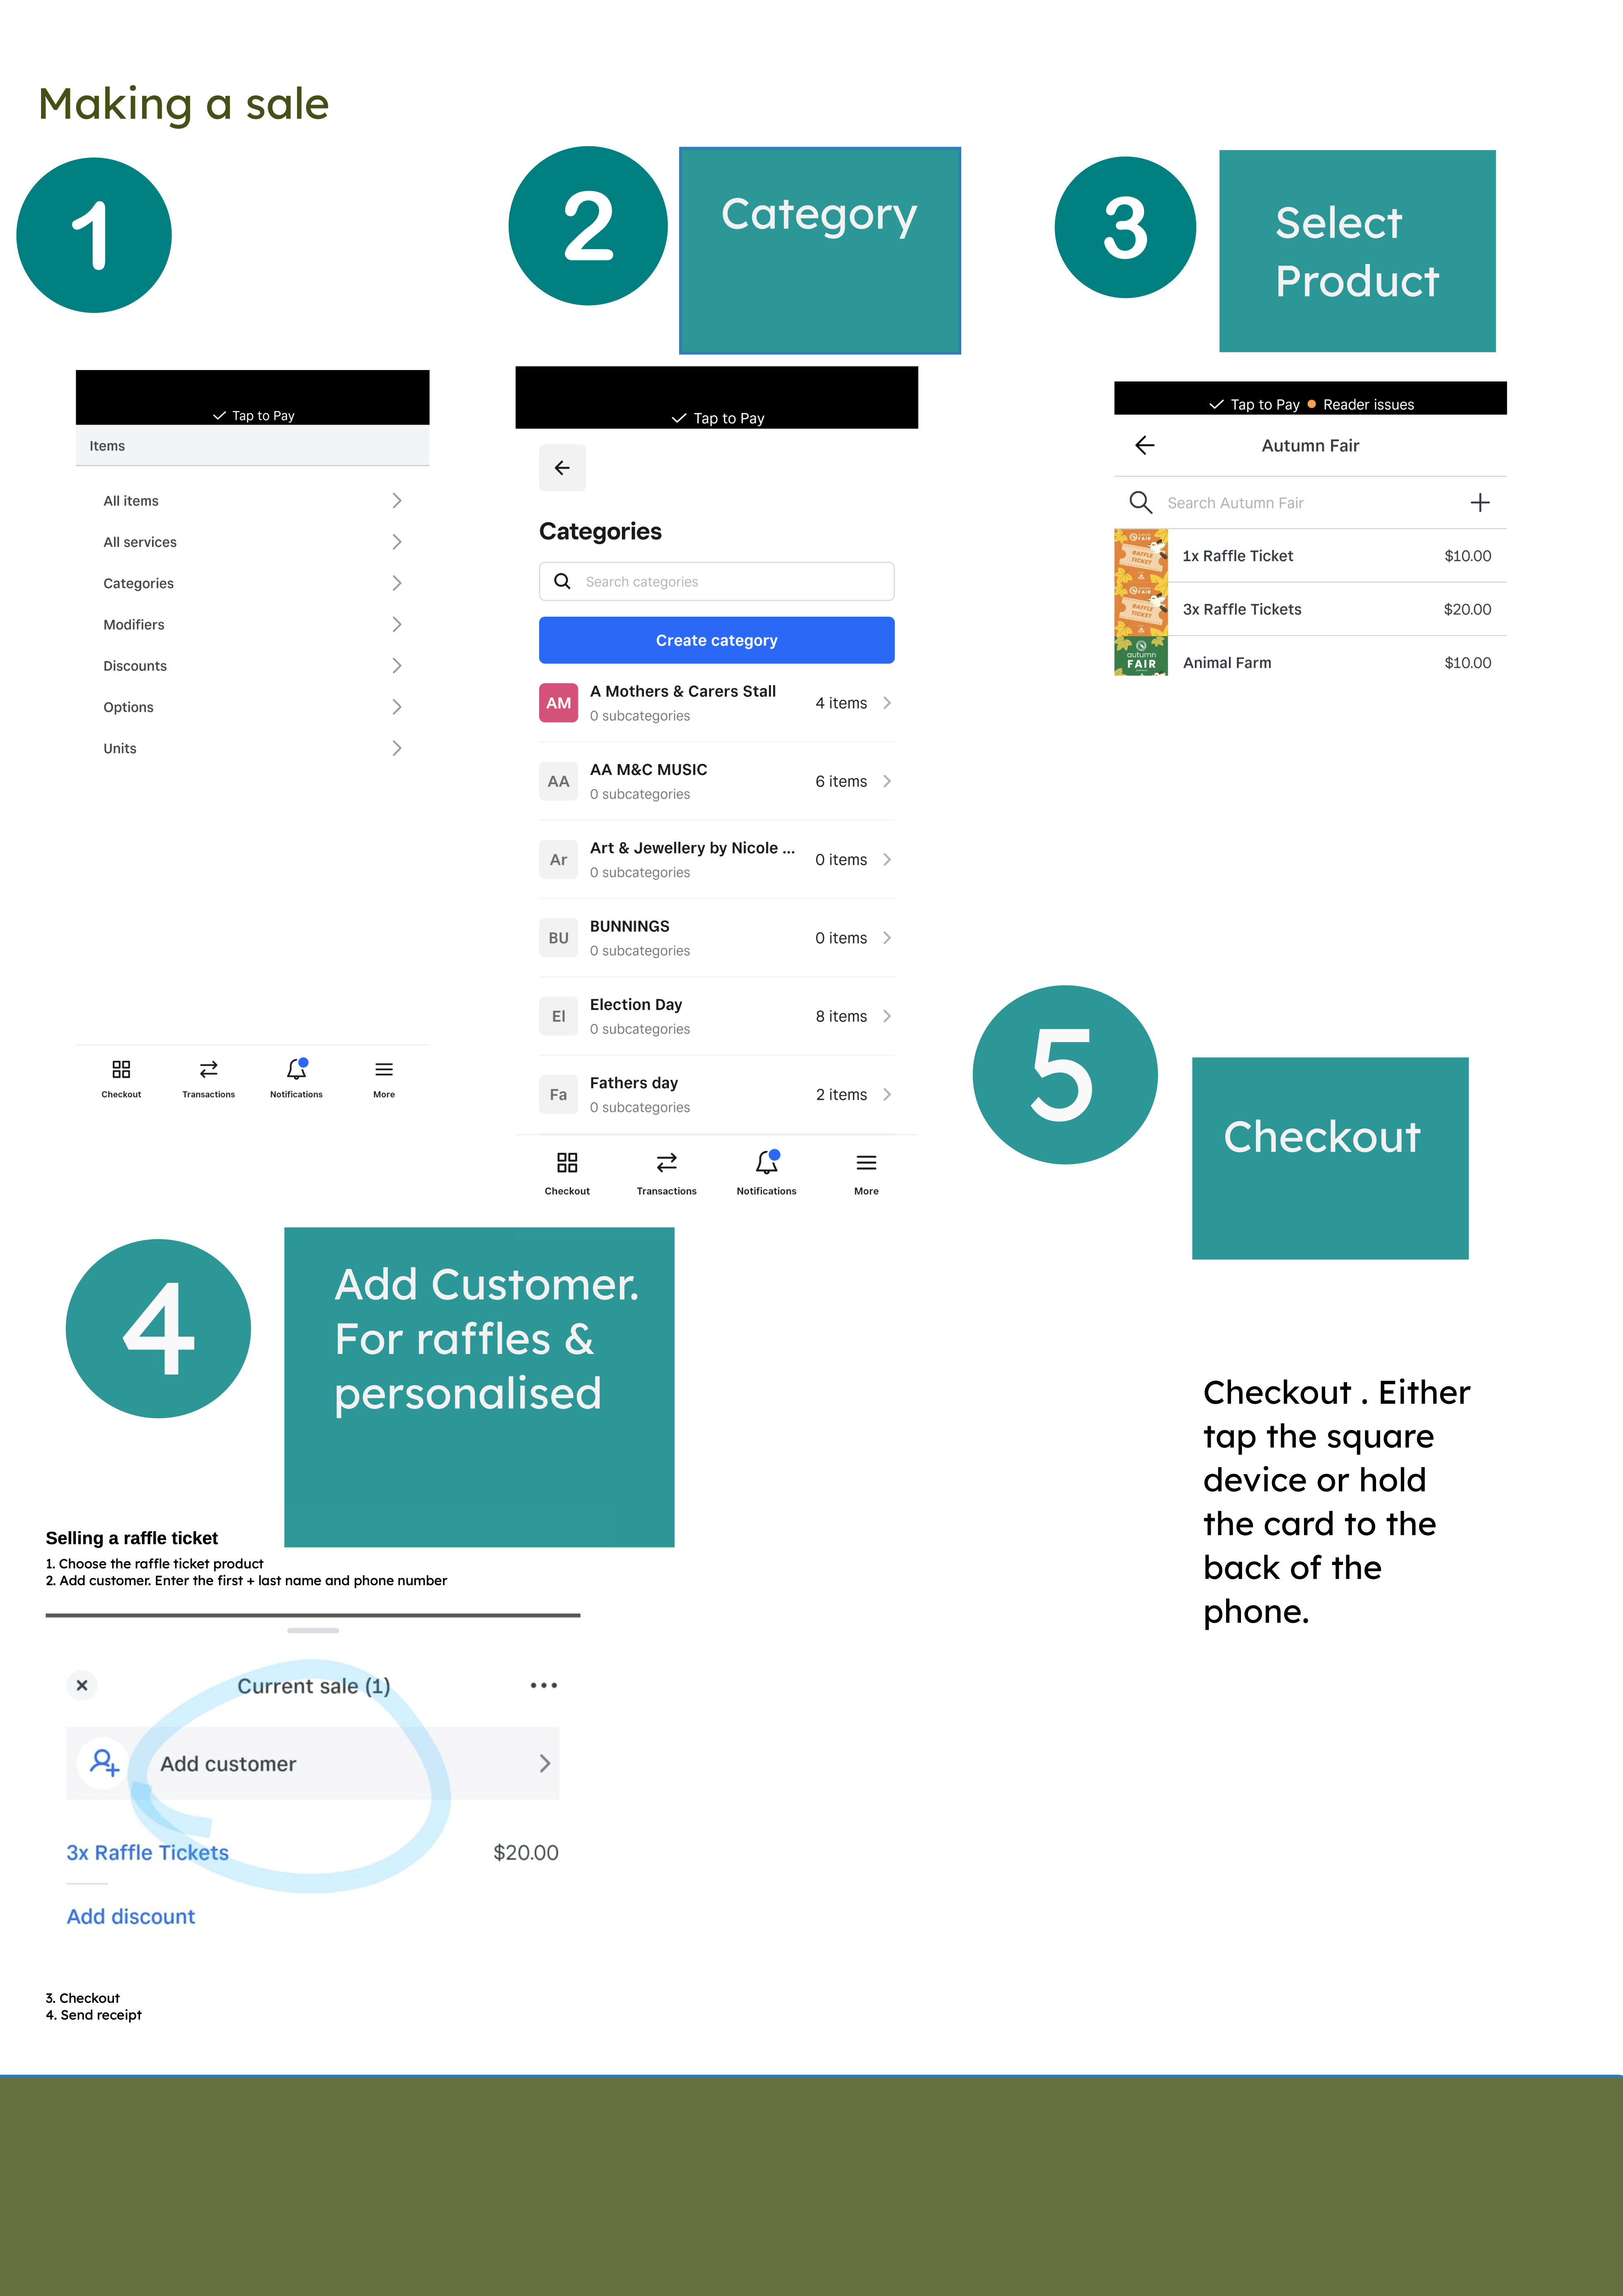 Making a sale
1
2
Category
3
Select
Product
Tap to Pay
Items
All items
All services
Categories
Modifiers
Discounts
Options
Units
Checkout
Transactions
Notifications
More
Tap to Pay
Categories
Search categories
Create category
AM
A Mothers & Carers Stall
0 subcategories
4 items
AA
AA M&C MUSIC
0 subcategories
6 items
Ar
Art & Jewellery by Nicole ...
0 subcategories
0 items
BU
BUNNINGS
0 subcategories
0 items
El
Election Day
0 subcategories
8 items
Fa
Fathers day
0 subcategories
2 items
Checkout
Transactions
Notifications
More
Tap to Pay
Reader issues
Autumn Fair
Search Autumn Fair
FAIR
RAFFLE
TICKET
1x Raffle Ticket
$10.00
FAIR
RAFFLE
TICKET
3x Raffle Tickets
$20.00
autumn
FAIR
Animal Farm
$10.00
4
Add Customer.
For raffles &
personalised
Selling a raffle ticket
1. Choose the raffle ticket product
2. Add customer. Enter the first + last name and phone number
Current sale (1)
Add customer
3x Raffle Tickets
$20.00
Add discount
3. Checkout
4. Send receipt
5
Checkout
Checkout . Either
tap the square
device or hold
the card to the
back of the
phone.